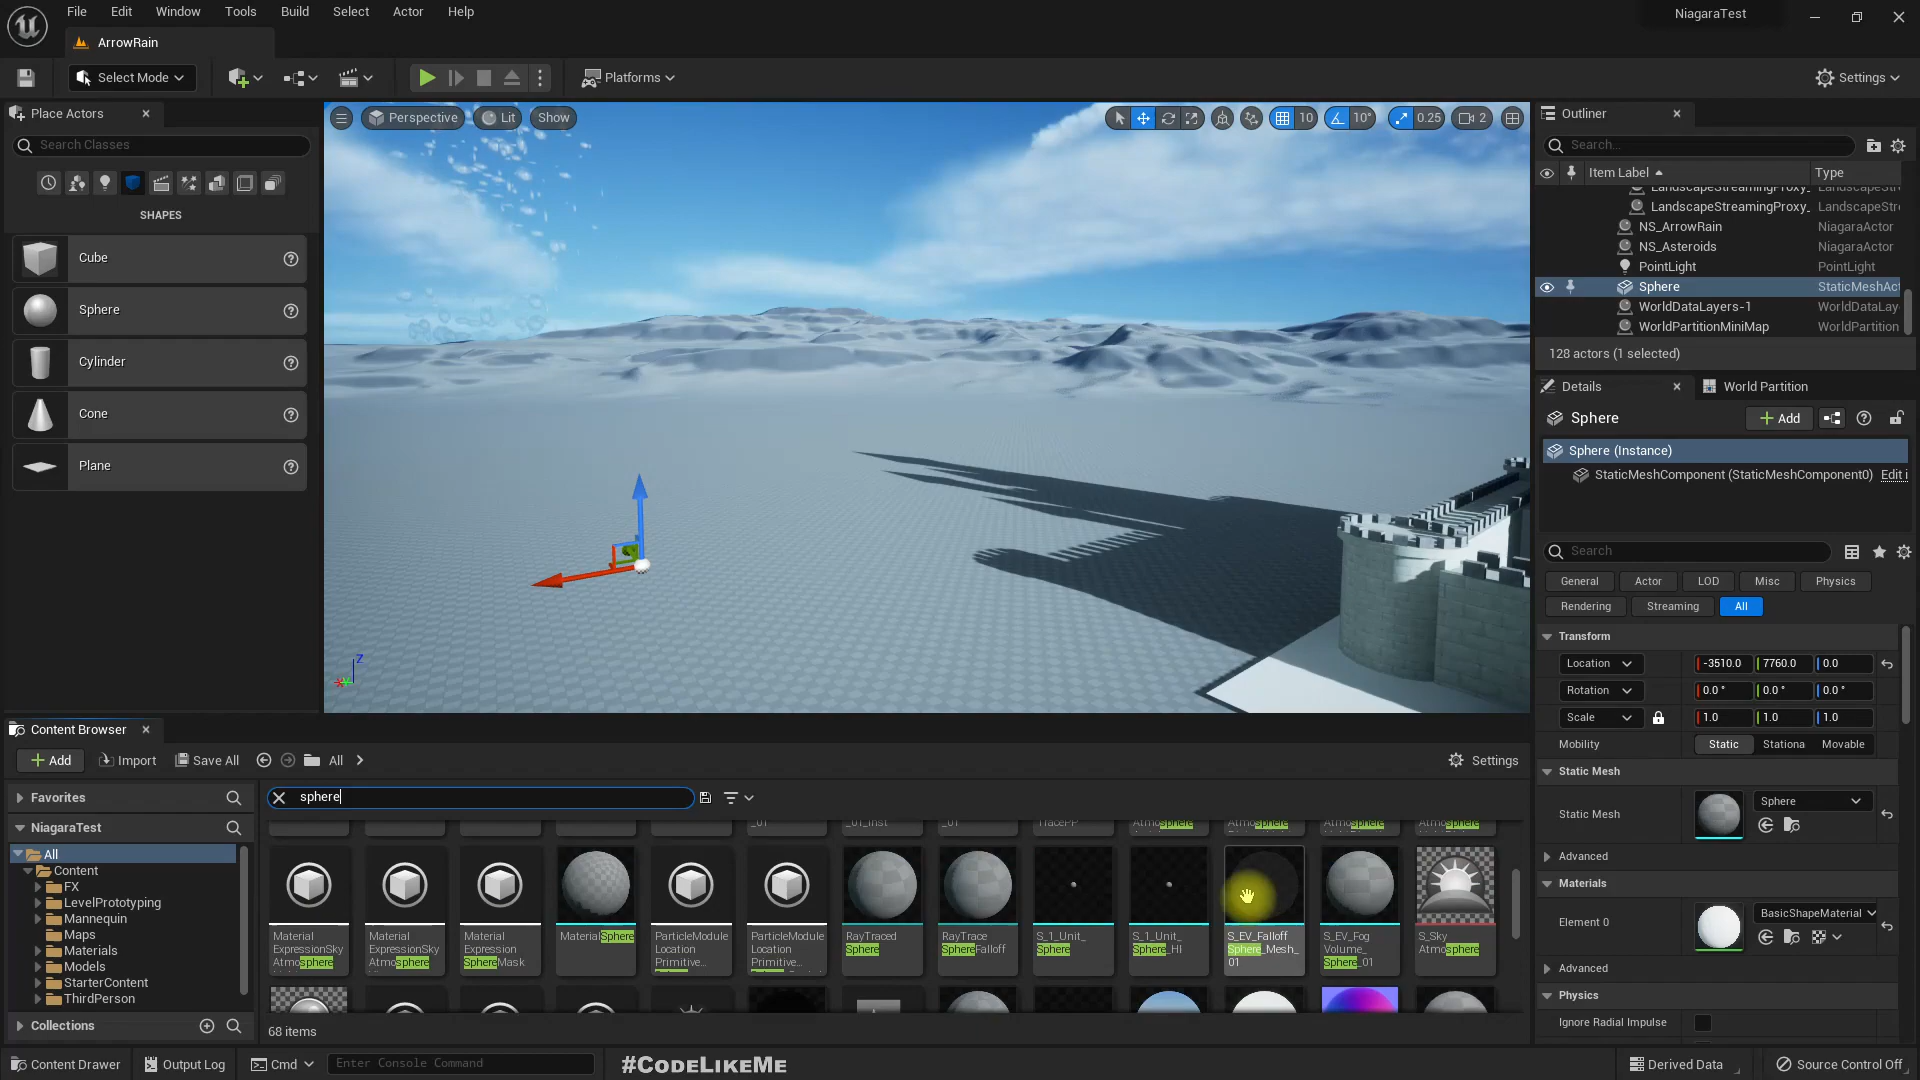 File Edit Window Tools Build Select Actor Help
NiagaraTest
ArrowRain
Select Mode
Platforms
Settings
Place Actors
Search Classes
SHAPES
Cube
Sphere
Cylinder
Cone
Plane
Perspective
Lit
Show
10
10°
0.25
2
Z
Outliner
Search...
Item Label
Type
LandscapeStreamingProxy_ LandscapeStr
LandscapeStreamingProxy_ LandscapeStre
NS_ArrowRain NiagaraActor
NS_Asteroids NiagaraActor
PointLight PointLight
Sphere StaticMeshAct
WorldDataLayers-1 WorldDataLay
WorldPartitionMiniMap WorldPartition
128 actors (1 selected)
Details
World Partition
Sphere
Add
Sphere (Instance)
StaticMeshComponent (StaticMeshComponent0) Edit i
Search
General Actor LOD Misc Physics
Rendering Streaming All
Transform
Location -3510.0 7760.0 0.0
Rotation 0.0 ° 0.0 ° 0.0 °
Scale 1.0 1.0 1.0
Mobility Static Stationa Movable
Static Mesh
Static Mesh Sphere
Advanced
Materials
Element 0 BasicShapeMaterial
Advanced
Physics
Ignore Radial Impulse
Content Browser
Add Import Save All All
Settings
Favorites
NiagaraTest
All
Content
FX
LevelPrototyping
Mannequin
Maps
Materials
Models
StarterContent
ThirdPerson
Collections
sphere
_01 _01_Inst _01 TracePP Atmosphere Atmosphere Atmosphere Atmosphere
Material
ExpressionSky
Atmosphere
Material
ExpressionSky
Atmosphere
Material
Expression
SphereMask
MaterialSphere
ParticleModule
Location
Primitive...
ParticleModule
Location
Primitive...
RayTraced
Sphere
RayTrace
SphereFalloff
S_1_Unit_
Sphere
S_1_Unit_
Sphere_HI
S_EV_Falloff
Sphere_Mesh_
01
S_EV_Fog
Volume_
Sphere_01
S_Sky
Atmosphere
68 items
Content Drawer
Output Log
Cmd
Enter Console Command
#CODELIKEME
Derived Data
Source Control Off